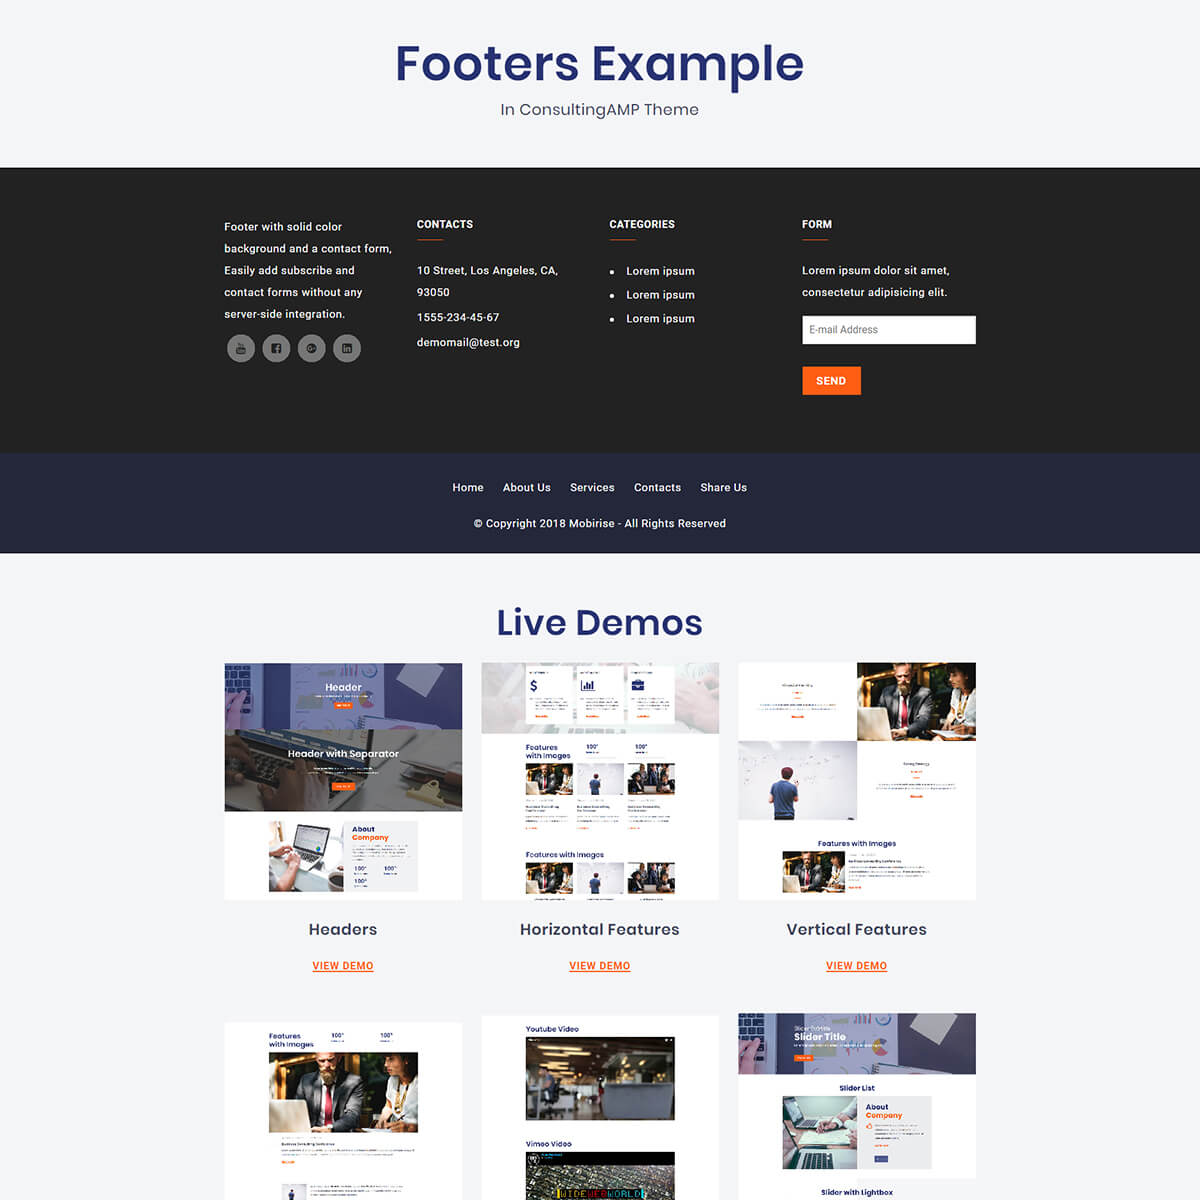 Footers Example
In ConsultingAMP Theme
Footer with solid color
background and a contact form,
Easily add subscribe and
contact forms without any
server-side integration.
CONTACTS
10 Street, Los Angeles, CA,
93050
1555-234-45-67
demomail@test.org
CATEGORIES
Lorem ipsum
Lorem ipsum
Lorem ipsum
FORM
Lorem ipsum dolor sit amet,
consectetur adipisicing elit.
E-mail Address
SEND
Home About Us Services Contacts Share Us
© Copyright 2018 Mobirise - All Rights Reserved
Live Demos
Header
Header with Separator
About
Company
100+
100+
100+
Headers
VIEW DEMO
Features
with Images
100+
100+
Features with Images
Horizontal Features
VIEW DEMO
Features with Images
Vertical Features
VIEW DEMO
Features
with Images
100+
100+
Youtube Video
Vimeo Video
WIDEWEBWORLD
Slider Title
Slider List
About
Company
Slider with Lightbox